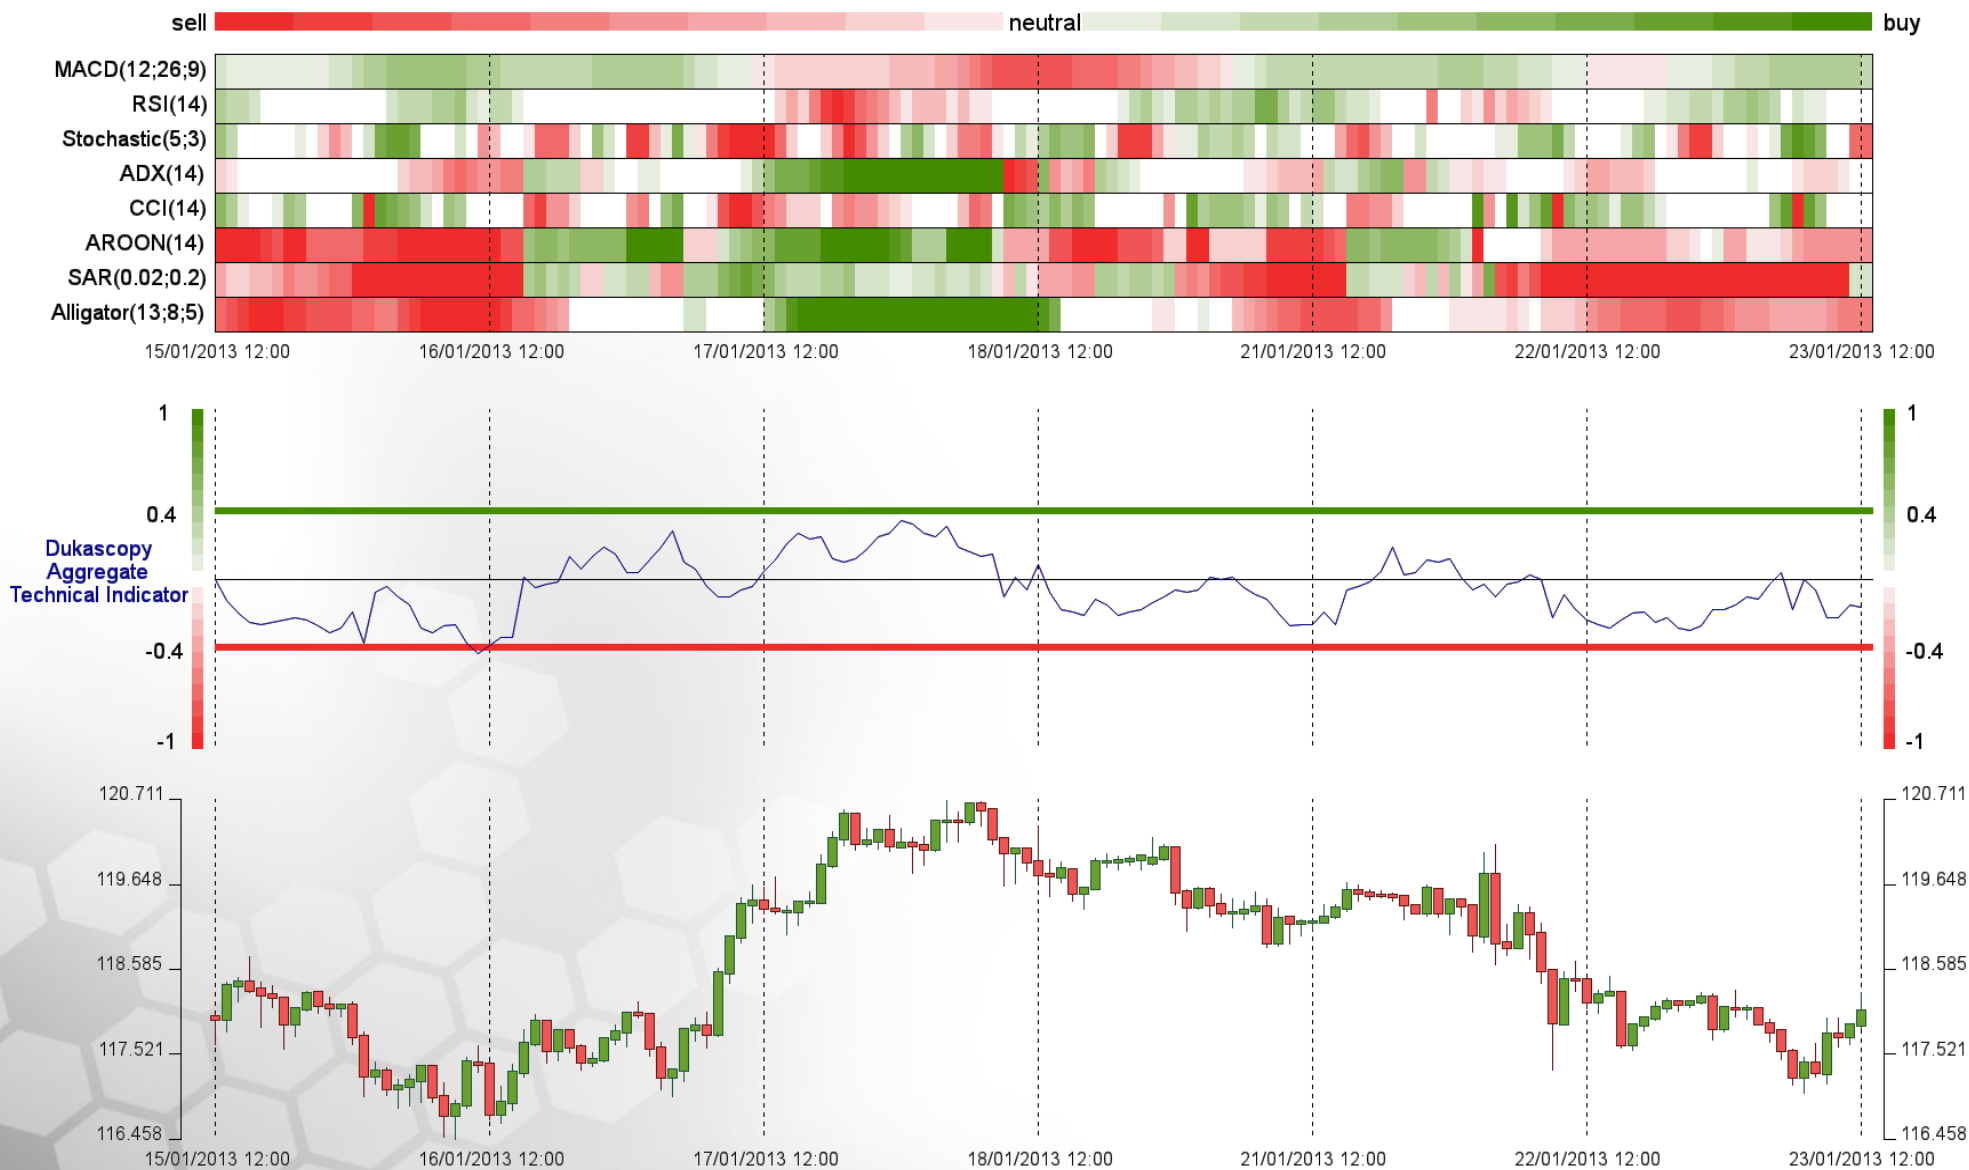 sell neutral buy
MACD(12;26;9)
RSI(14)
Stochastic(5;3)
ADX(14)
CCI(14)
AROON(14)
SAR(0.02;0.2)
Alligator(13;8;5)
15/01/2013 12:00 16/01/2013 12:00 17/01/2013 12:00 18/01/2013 12:00 21/01/2013 12:00 22/01/2013 12:00 23/01/2013 12:00
1 1
0.4 0.4
Dukascopy
Aggregate
Technical Indicator
-0.4 -0.4
-1 -1
120.711 120.711
119.648 119.648
118.585 118.585
117.521 117.521
116.458 116.458
15/01/2013 12:00 16/01/2013 12:00 17/01/2013 12:00 18/01/2013 12:00 21/01/2013 12:00 22/01/2013 12:00 23/01/2013 12:00